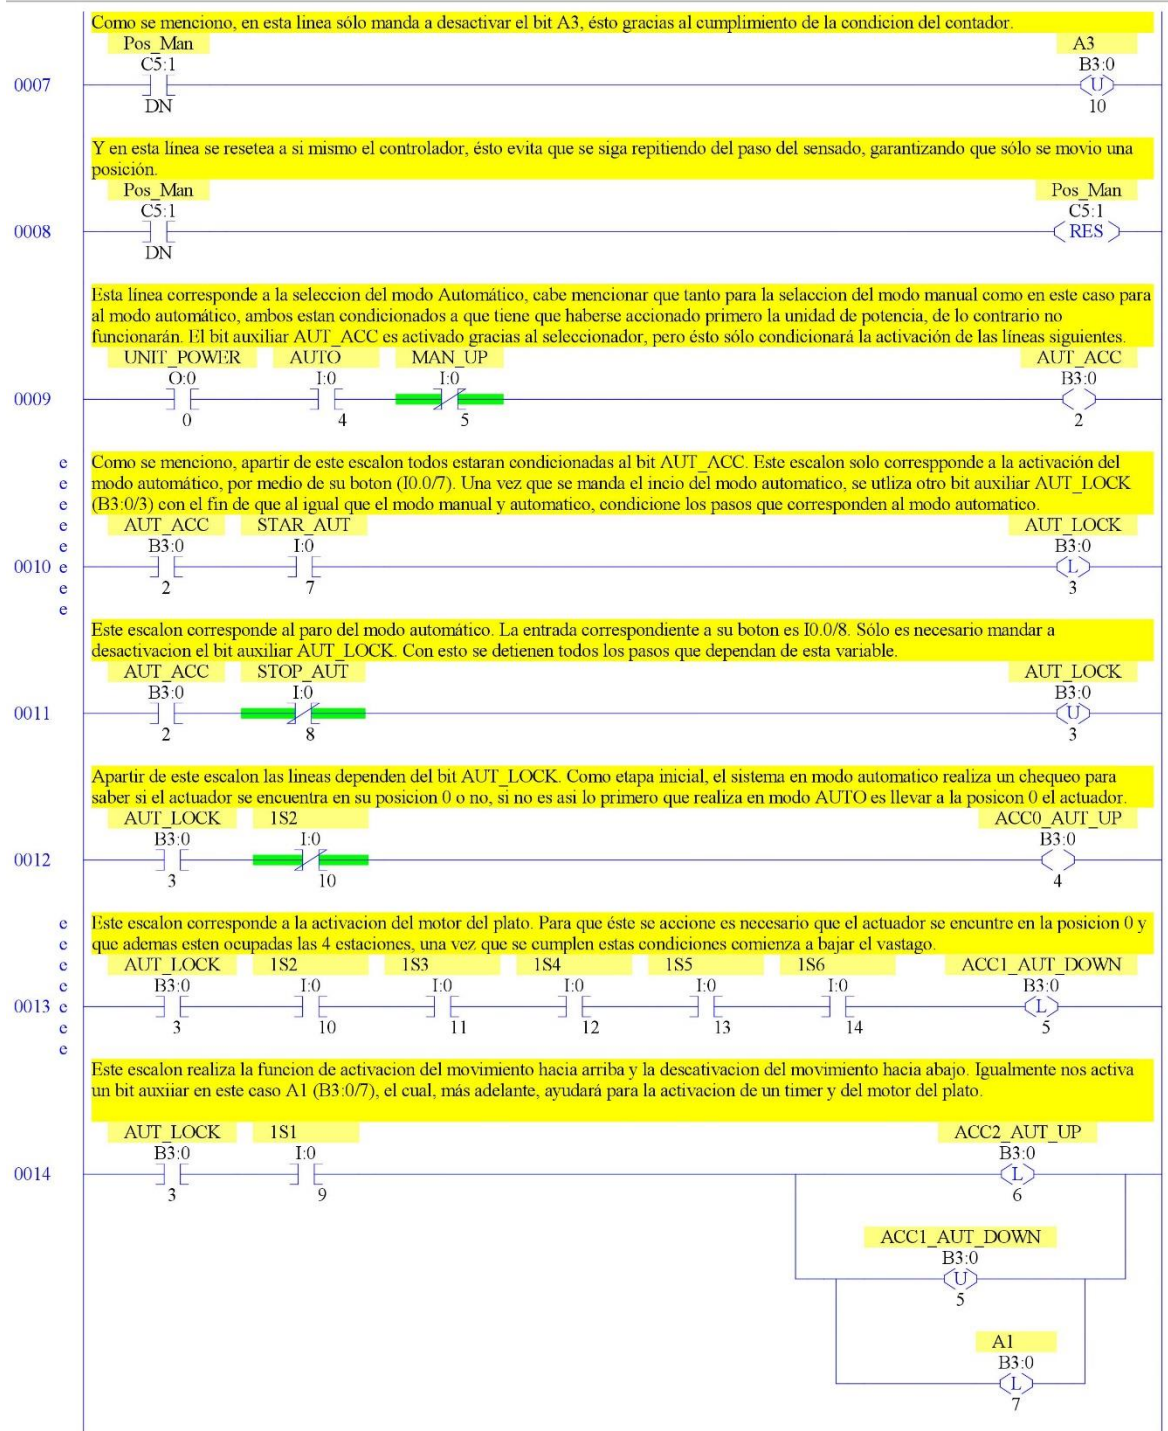 Como se menciono, en esta linea sólo manda a desactivar el bit A3, ésto gracias al cumplimiento de la condicion del contador.
Pos_Man A3
C5:1 B3:0
0007 U
DN 10
Y en esta línea se resetea a si mismo el controlador, ésto evita que se siga repitiendo del paso del sensado, garantizando que sólo se movio una
posición.
Pos_Man Pos_Man
C5:1 C5:1
0008 RES
DN
Esta línea corresponde a la seleccion del modo Automático, cabe mencionar que tanto para la selaccion del modo manual como en este caso para
al modo automático, ambos estan condicionados a que tiene que haberse accionado primero la unidad de potencia, de lo contrario no
funcionarán. El bit auxiliar AUT_ACC es activado gracias al seleccionador, pero ésto sólo condicionará la activación de las líneas siguientes.
UNIT_POWER AUTO MAN_UP AUT_ACC
O:0 I:0 I:0 B3:0
0009
0 4 5 2
e Como se menciono, apartir de este escalon todos estaran condicionadas al bit AUT_ACC. Este escalon solo correspponde a la activación del
e modo automático, por medio de su boton (I0.0/7). Una vez que se manda el incio del modo automatico, se utliza otro bit auxiliar AUT_LOCK
e (B3:0/3) con el fin de que al igual que el modo manual y automatico, condicione los pasos que corresponden al modo automatico.
e AUT_ACC STAR_AUT AUT_LOCK
e B3:0 I:0 B3:0
0010 e L
e 2 7 3
e
Este escalon corresponde al paro del modo automático. La entrada correspondiente a su boton es I0.0/8. Sólo es necesario mandar a
desactivacion el bit auxiliar AUT_LOCK. Con esto se detienen todos los pasos que dependan de esta variable.
AUT_ACC STOP_AUT AUT_LOCK
B3:0 I:0 B3:0
0011 U
2 8 3
Apartir de este escalon las lineas dependen del bit AUT_LOCK. Como etapa inicial, el sistema en modo automatico realiza un chequeo para
saber si el actuador se encuentra en su posicion 0 o no, si no es asi lo primero que realiza en modo AUTO es llevar a la posicon 0 el actuador.
AUT_LOCK 1S2 ACC0_AUT_UP
B3:0 I:0 B3:0
0012
3 10 4
e Este escalon corresponde a la activacion del motor del plato. Para que éste se accione es necesario que el actuador se encuntre en la posicion 0 y
e que ademas esten ocupadas las 4 estaciones, una vez que se cumplen estas condiciones comienza a bajar el vastago.
e AUT_LOCK 1S2 1S3 1S4 1S5 1S6 ACC1_AUT_DOWN
e B3:0 I:0 I:0 I:0 I:0 I:0 B3:0
0013 e L
e 3 10 11 12 13 14 5
e
Este escalon realiza la funcion de activacion del movimiento hacia arriba y la descativacion del movimiento hacia abajo. Igualmente nos activa
un bit auxiiar en este caso A1 (B3:0/7), el cual, más adelante, ayudará para la activacion de un timer y del motor del plato.
AUT_LOCK 1S1 ACC2_AUT_UP
B3:0 I:0 B3:0
0014 L
3 9 6
ACC1_AUT_DOWN
B3:0
U
5
A1
B3:0
L
7